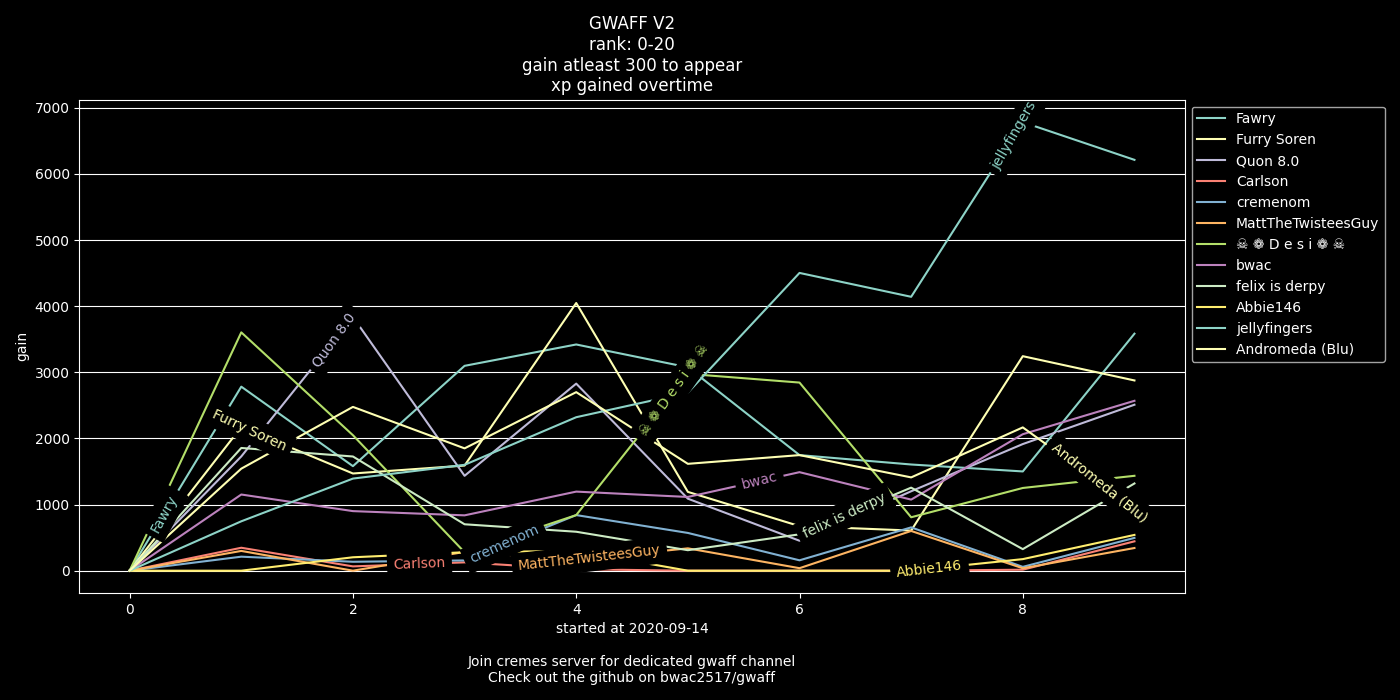 GWAFF V2
rank: 0-20
gain atleast 300 to appear
xp gained overtime
gain
7000
6000
5000
4000
3000
2000
1000
0
0
2
4
6
8
Fawry
Furry Soren
Quon 8.0
Carlson
cremenom
MattTheTwisteesGuy
☠ ❁ D e s i ❁ ☠
bwac
felix is derpy
Abbie146
jellyfingers
Andromeda (Blu)
Fawry
Furry Soren
Quon 8.0
Carlson
cremenom
MattTheTwisteesGuy
☠ ❁ D e s i ❁ ☠
bwac
felix is derpy
Abbie146
jellyfingers
Andromeda (Blu)
started at 2020-09-14
Join cremes server for dedicated gwaff channel
Check out the github on bwac2517/gwaff